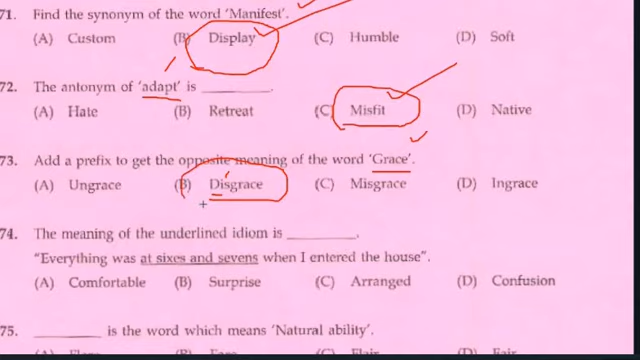 71. Find the synonym of the word 'Manifest'.
(A) Custom (B) Display (C) Humble (D) Soft
72. The antonym of 'adapt' is ________.
(A) Hate (B) Retreat (C) Misfit (D) Native
73. Add a prefix to get the opposite meaning of the word 'Grace'.
(A) Ungrace (B) Disgrace (C) Misgrace (D) Ingrace
74. The meaning of the underlined idiom is ________.
"Everything was at sixes and sevens when I entered the house".
(A) Comfortable (B) Surprise (C) Arranged (D) Confusion
75. ________ is the word which means 'Natural ability'.
(A) (B) (C) Flair (D) Fair